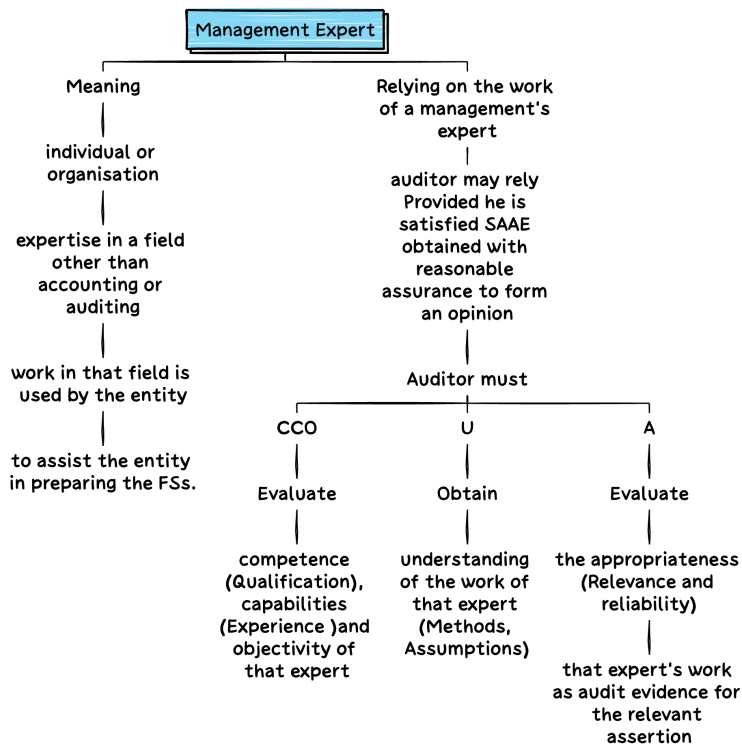 Management Expert
Meaning
individual or
organisation
expertise in a field
other than
accounting or
auditing
work in that field is
used by the entity
to assist the entity
in preparing the FSs.
Relying on the work
of a management's
expert
auditor may rely
Provided he is
satisfied SAAE
obtained with
reasonable
assurance to form
an opinion
Auditor must
CCO
Evaluate
competence
(Qualification),
capabilities
(Experience )and
objectivity of
that expert
U
Obtain
understanding
of the work of
that expert
(Methods,
Assumptions)
A
Evaluate
the appropriateness
(Relevance and
reliability)
that expert's work
as audit evidence for
the relevant
assertion